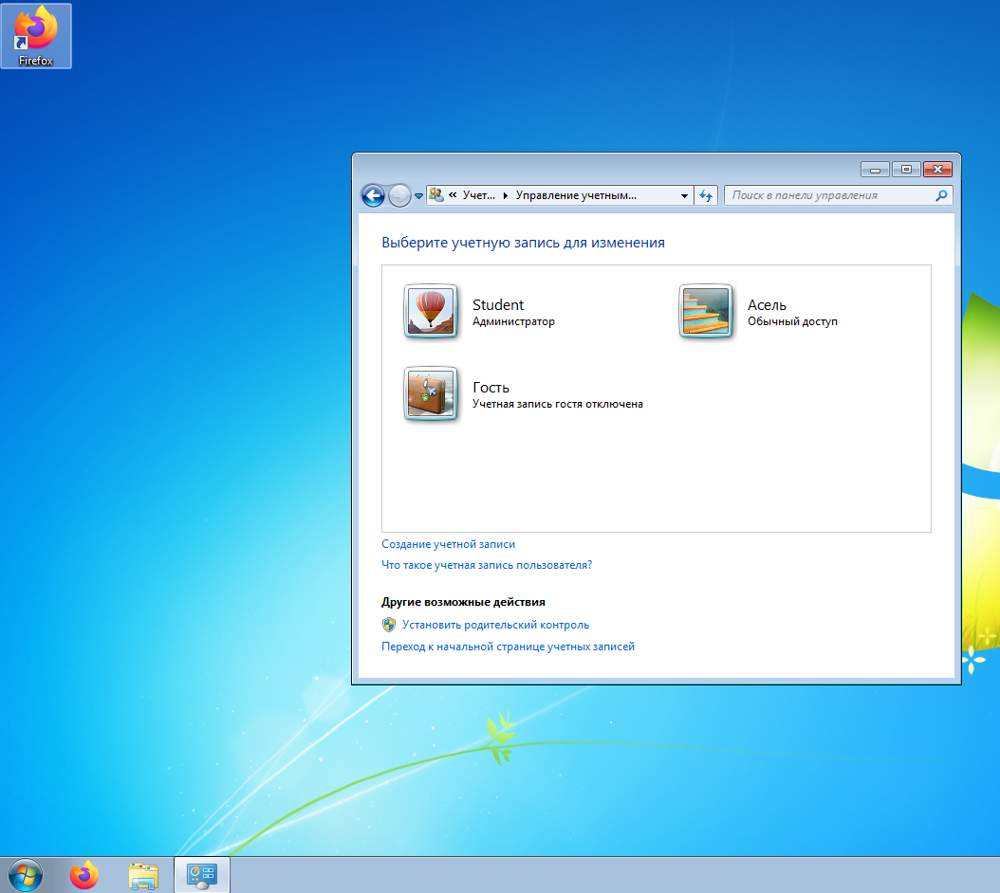 Firefox
« Учет... Управление учетным...
Поиск в панели управления
Выберите учетную запись для изменения
Student
Администратор
Асель
Обычный доступ
Гость
Учетная запись гостя отключена
Создание учетной записи
Что такое учетная запись пользователя?
Другие возможные действия
Установить родительский контроль
Переход к начальной странице учетных записей